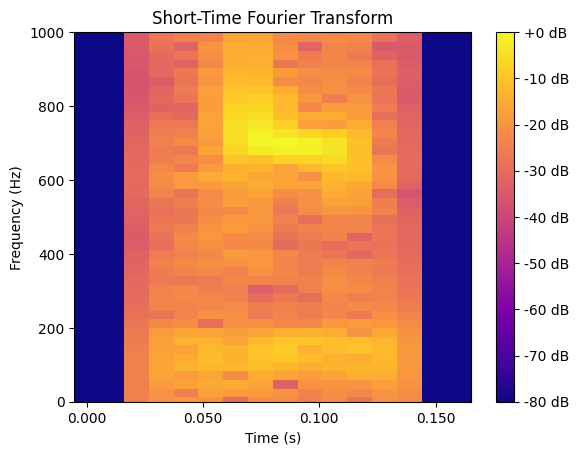 Short-Time Fourier Transform
Frequency (Hz)
1000
800
600
400
200
0
0.000
0.050
0.100
0.150
Time (s)
+0 dB
-10 dB
-20 dB
-30 dB
-40 dB
-50 dB
-60 dB
-70 dB
-80 dB